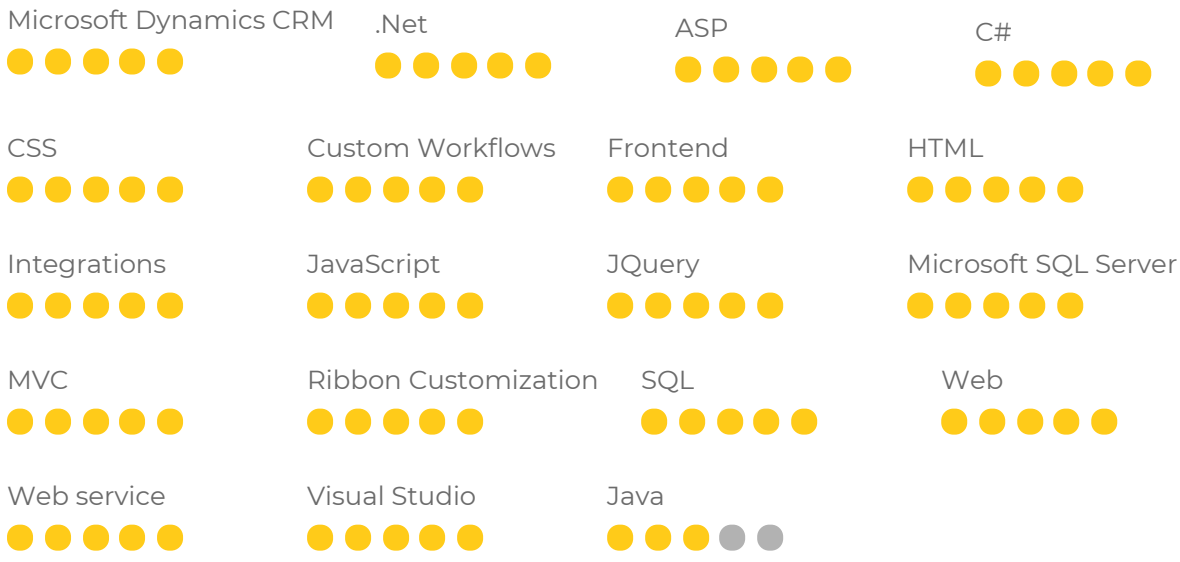 Microsoft Dynamics CRM
.Net
ASP
C#
CSS
Custom Workflows
Frontend
HTML
Integrations
JavaScript
JQuery
Microsoft SQL Server
MVC
Ribbon Customization
SQL
Web
Web service
Visual Studio
Java